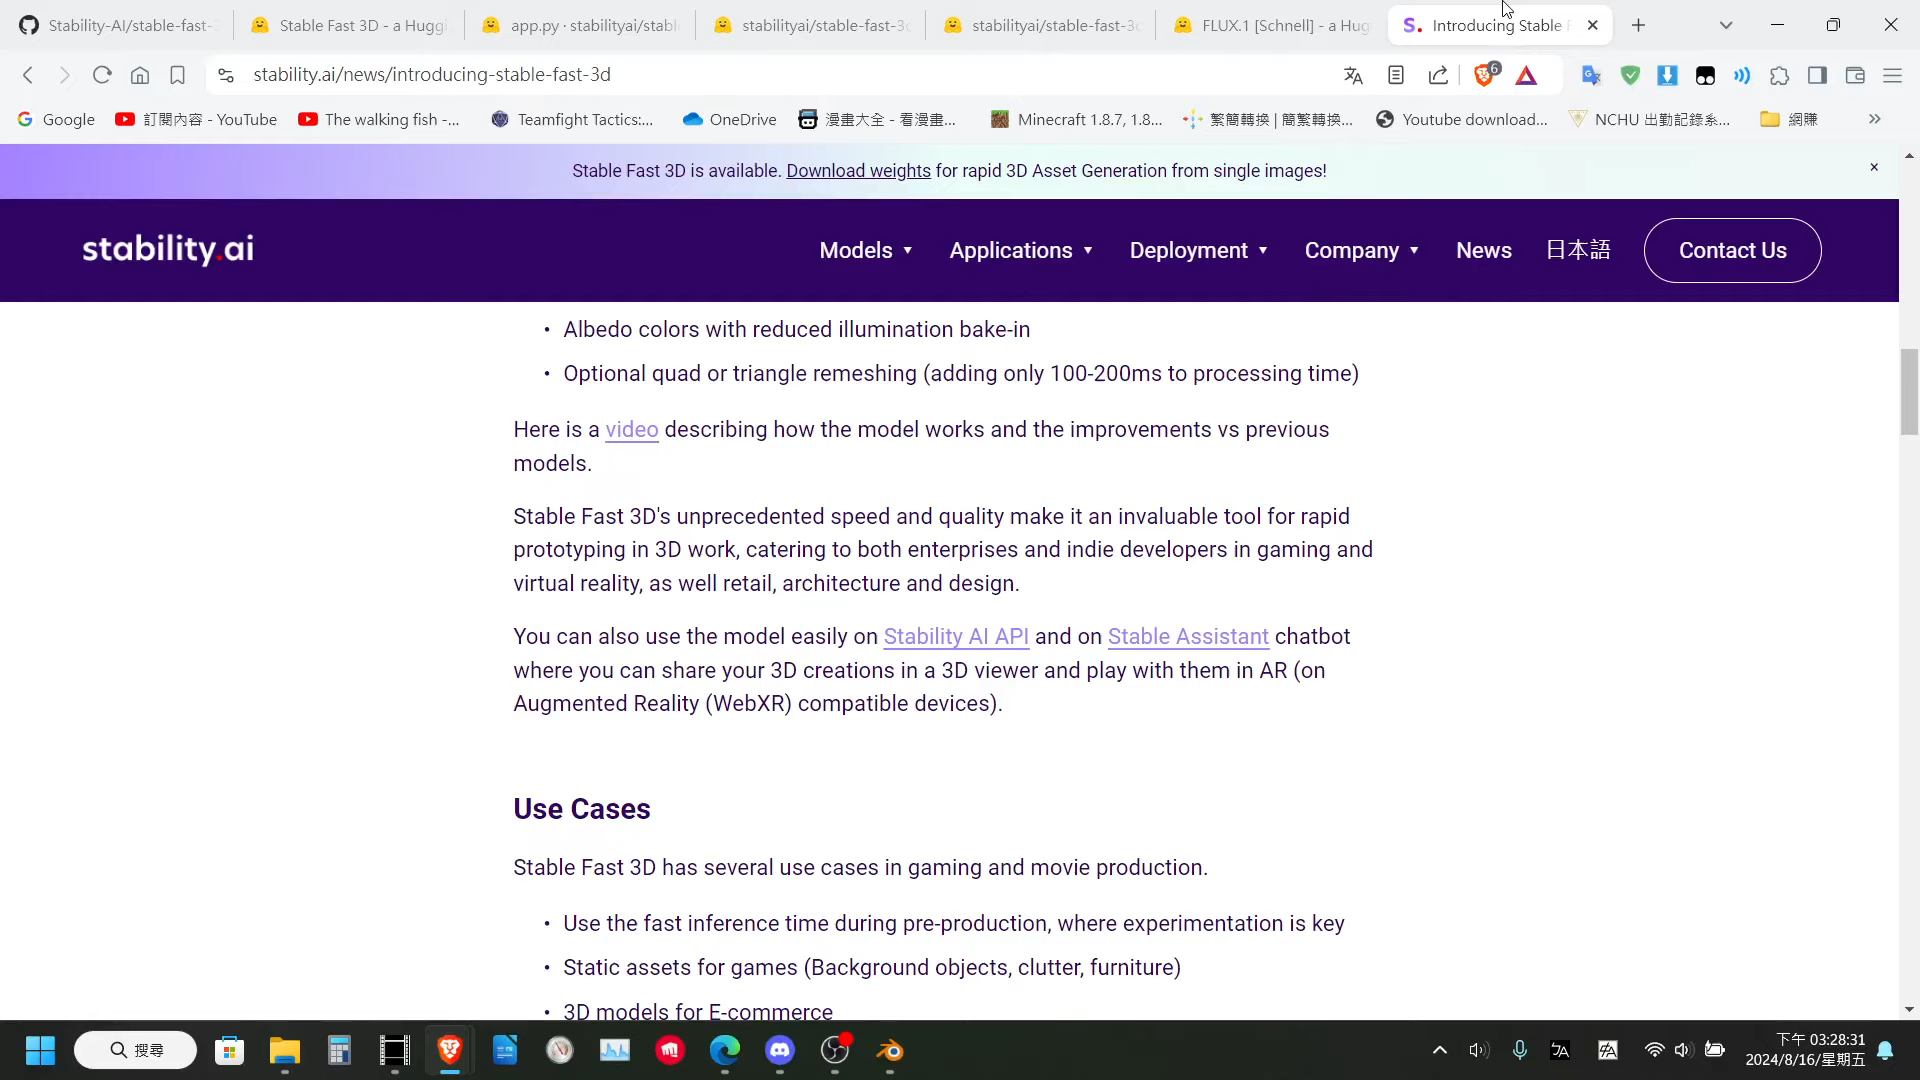 Stability-AI/stable-fast-3
Stable Fast 3D - a Huggi
app.py · stabilityai/stabl
stabilityai/stable-fast-3d
stabilityai/stable-fast-3d
FLUX.1 [Schnell] - a Hug
S. Introducing Stable F
stability.ai/news/introducing-stable-fast-3d
6
Google
訂閱內容 - YouTube
The walking fish -...
Teamfight Tactics:...
OneDrive
漫畫大全 - 看漫畫...
Minecraft 1.8.7, 1.8...
繁簡轉換 | 簡繁轉換...
Youtube download...
NCHU 出勤記錄系...
網賺
Stable Fast 3D is available. Download weights for rapid 3D Asset Generation from single images!
stability.ai
Models
Applications
Deployment
Company
News
日本語
Contact Us
• Albedo colors with reduced illumination bake-in
• Optional quad or triangle remeshing (adding only 100-200ms to processing time)
Here is a video describing how the model works and the improvements vs previous
models.
Stable Fast 3D's unprecedented speed and quality make it an invaluable tool for rapid
prototyping in 3D work, catering to both enterprises and indie developers in gaming and
virtual reality, as well retail, architecture and design.
You can also use the model easily on Stability AI API and on Stable Assistant chatbot
where you can share your 3D creations in a 3D viewer and play with them in AR (on
Augmented Reality (WebXR) compatible devices).
Use Cases
Stable Fast 3D has several use cases in gaming and movie production.
• Use the fast inference time during pre-production, where experimentation is key
• Static assets for games (Background objects, clutter, furniture)
• 3D models for E-commerce
搜尋
下午 03:28:31
2024/8/16/星期五